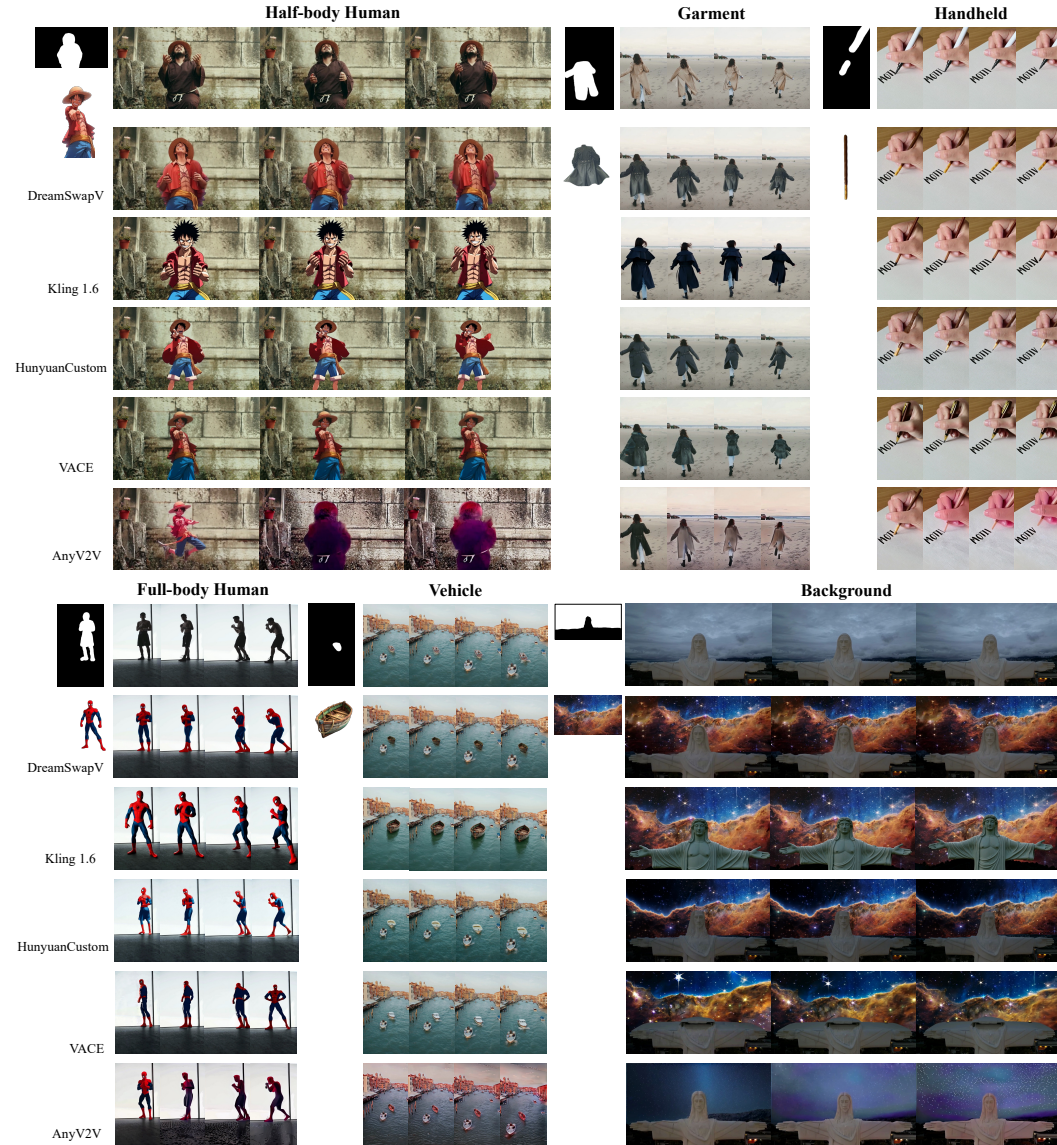 Half-body Human
Garment
Handheld
DreamSwapV
Kling 1.6
HunyuanCustom
VACE
AnyV2V
Full-body Human
Vehicle
Background
DreamSwapV
Kling 1.6
HunyuanCustom
VACE
AnyV2V